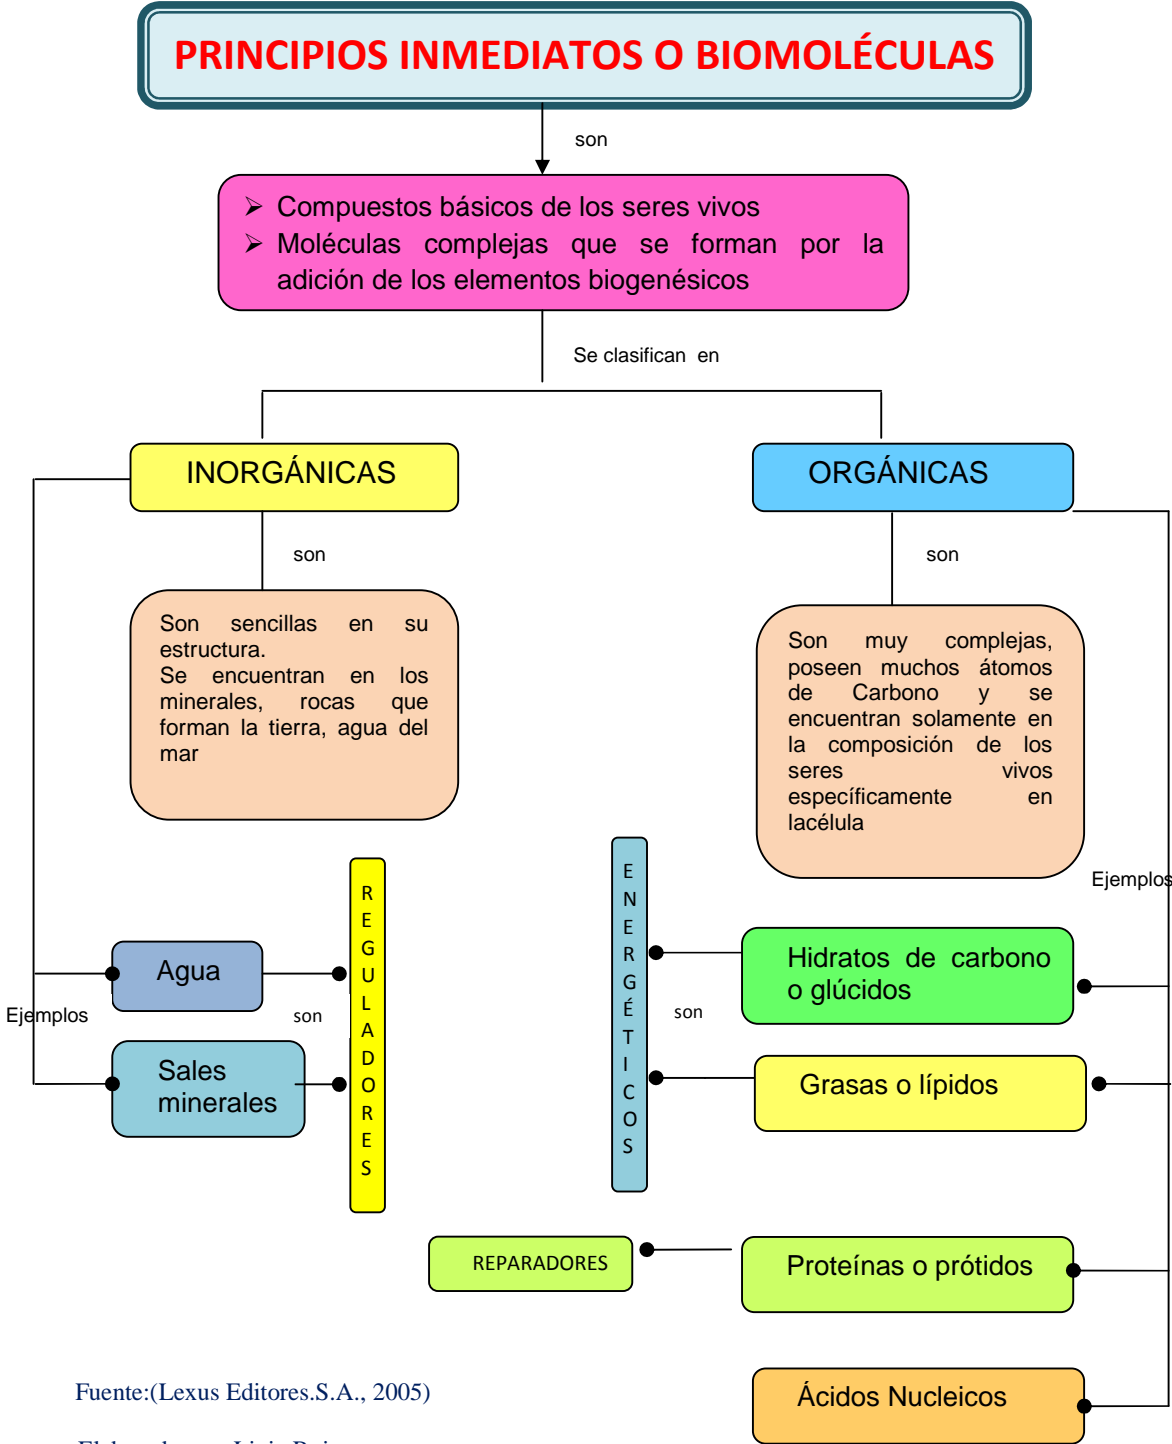 PRINCIPIOS INMEDIATOS O BIOMOLÉCULAS
son
➢ Compuestos básicos de los seres vivos
➢ Moléculas complejas que se forman por la
adición de los elementos biogenésicos
Se clasifican en
INORGÁNICAS
ORGÁNICAS
son
son
Son sencillas en su
estructura.
Se encuentran en los
minerales, rocas que
forman la tierra, agua del
mar
Son muy complejas,
poseen muchos átomos
de Carbono y se
encuentran solamente en
la composición de los
seres vivos
específicamente en
lacélula
Ejemplos
Agua
Ejemplos
son
Sales
minerales
REGULADORES
ENERGÉTICOS
son
Hidratos de carbono
o glúcidos
Grasas o lípidos
REPARADORES
Proteínas o prótidos
Ácidos Nucleicos
Fuente:(Lexus Editores.S.A., 2005)